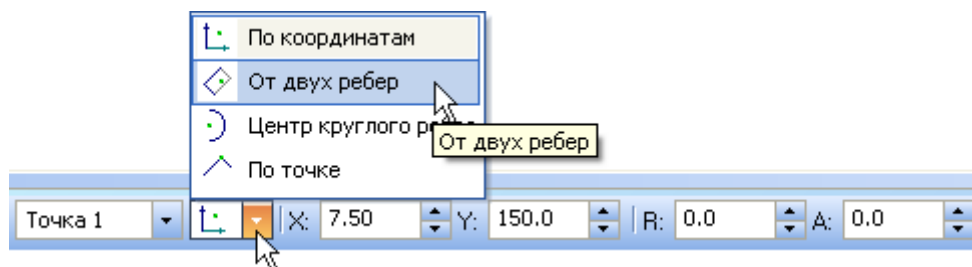 По координатам
От двух ребер
Центр круглого
От двух ребер
По точке
Точка 1 X: 7.50 Y: 150.0 R: 0.0 A: 0.0